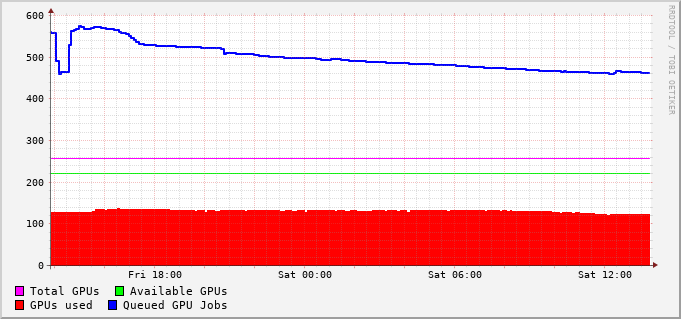 600
500
400
300
200
100
0
Fri 18:00 Sat 00:00 Sat 06:00 Sat 12:00
Total GPUs Available GPUs
GPUs used Queued GPU Jobs
RRDTOOL / TOBI OETIKER